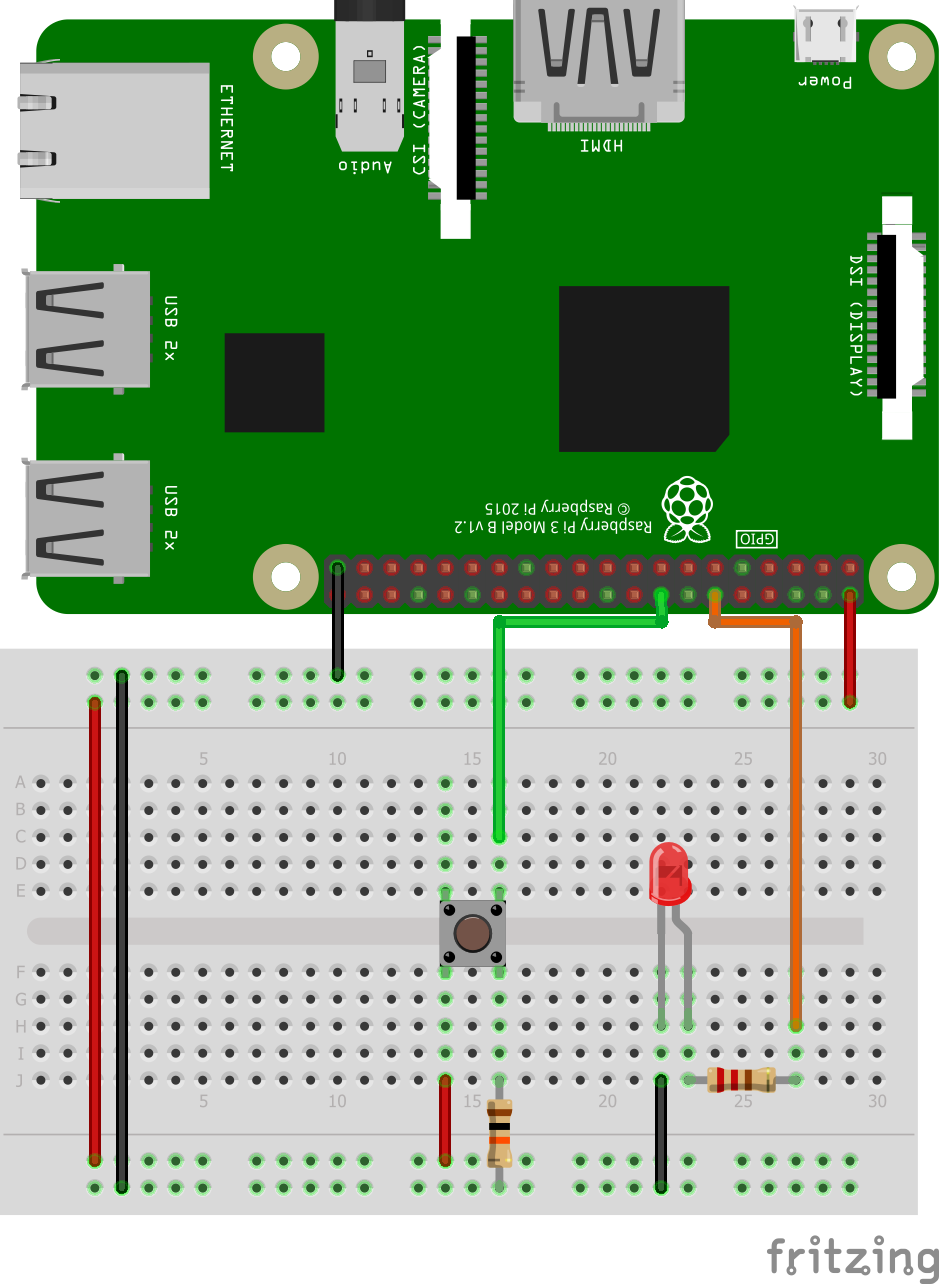 Power
HDMI
CSI (CAMERA)
Audio
ETHERNET
DSI (DISPLAY)
USB 2x
USB 2x
Raspberry Pi 3 Model B v1.2
© Raspberry Pi 2015
GPIO
5 10 15 20 25 30
A
B
C
D
E
F
G
H
I
J
5 10 15 20 25 30
fritzing